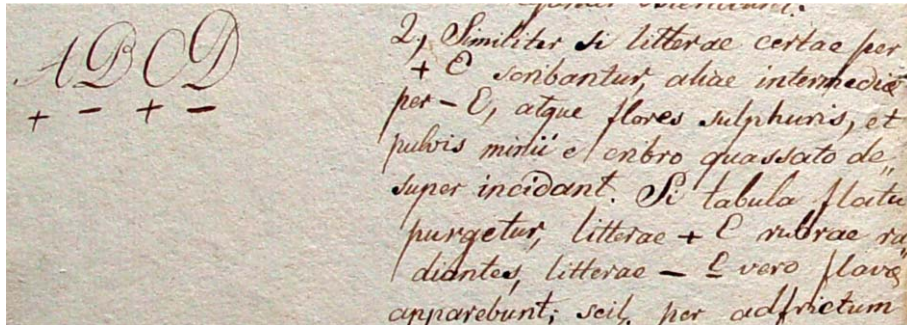 A B C D
+ - + -
2, Similiter si litterae certae per
+ E scribantur, aliae intermediae
per - E, atque flores sulphuris, et
pulvis minii e cribro quassato de„
super incidant. Si tabula flatu
purgetur, litterae + E rubrae ra„
diantes, litterae - E vero flavae
apparebunt; scil. per adfrictum